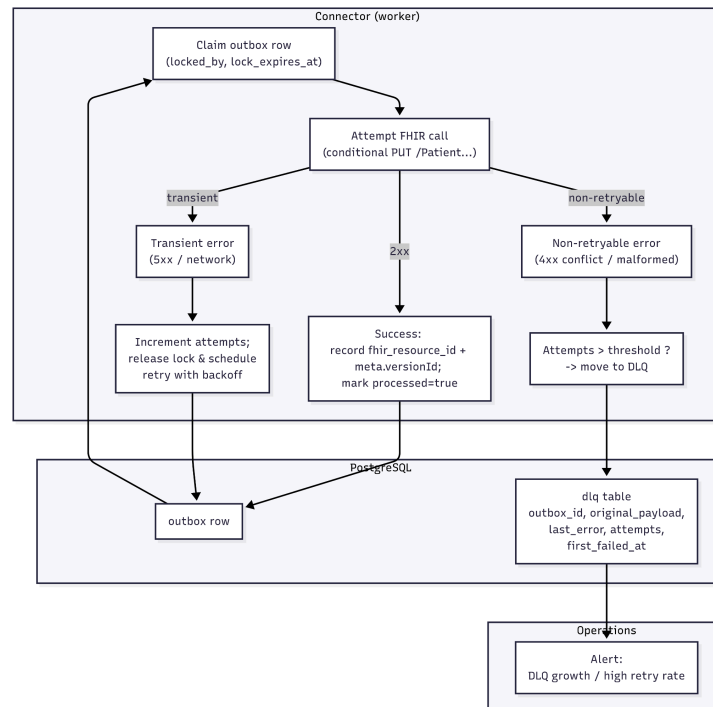 Connector (worker)
Claim outbox row
(locked_by, lock_expires_at)
Attempt FHIR call
(conditional PUT /Patient...)
transient
non-retryable
Transient error
(5xx / network)
2xx
Non-retryable error
(4xx conflict / malformed)
Increment attempts;
release lock & schedule
retry with backoff
Success:
record fhir_resource_id +
meta.versionId;
mark processed=true
Attempts > threshold ?
-> move to DLQ
PostgreSQL
outbox row
dlq table
outbox_id, original_payload,
last_error, attempts,
first_failed_at
Operations
Alert:
DLQ growth / high retry rate